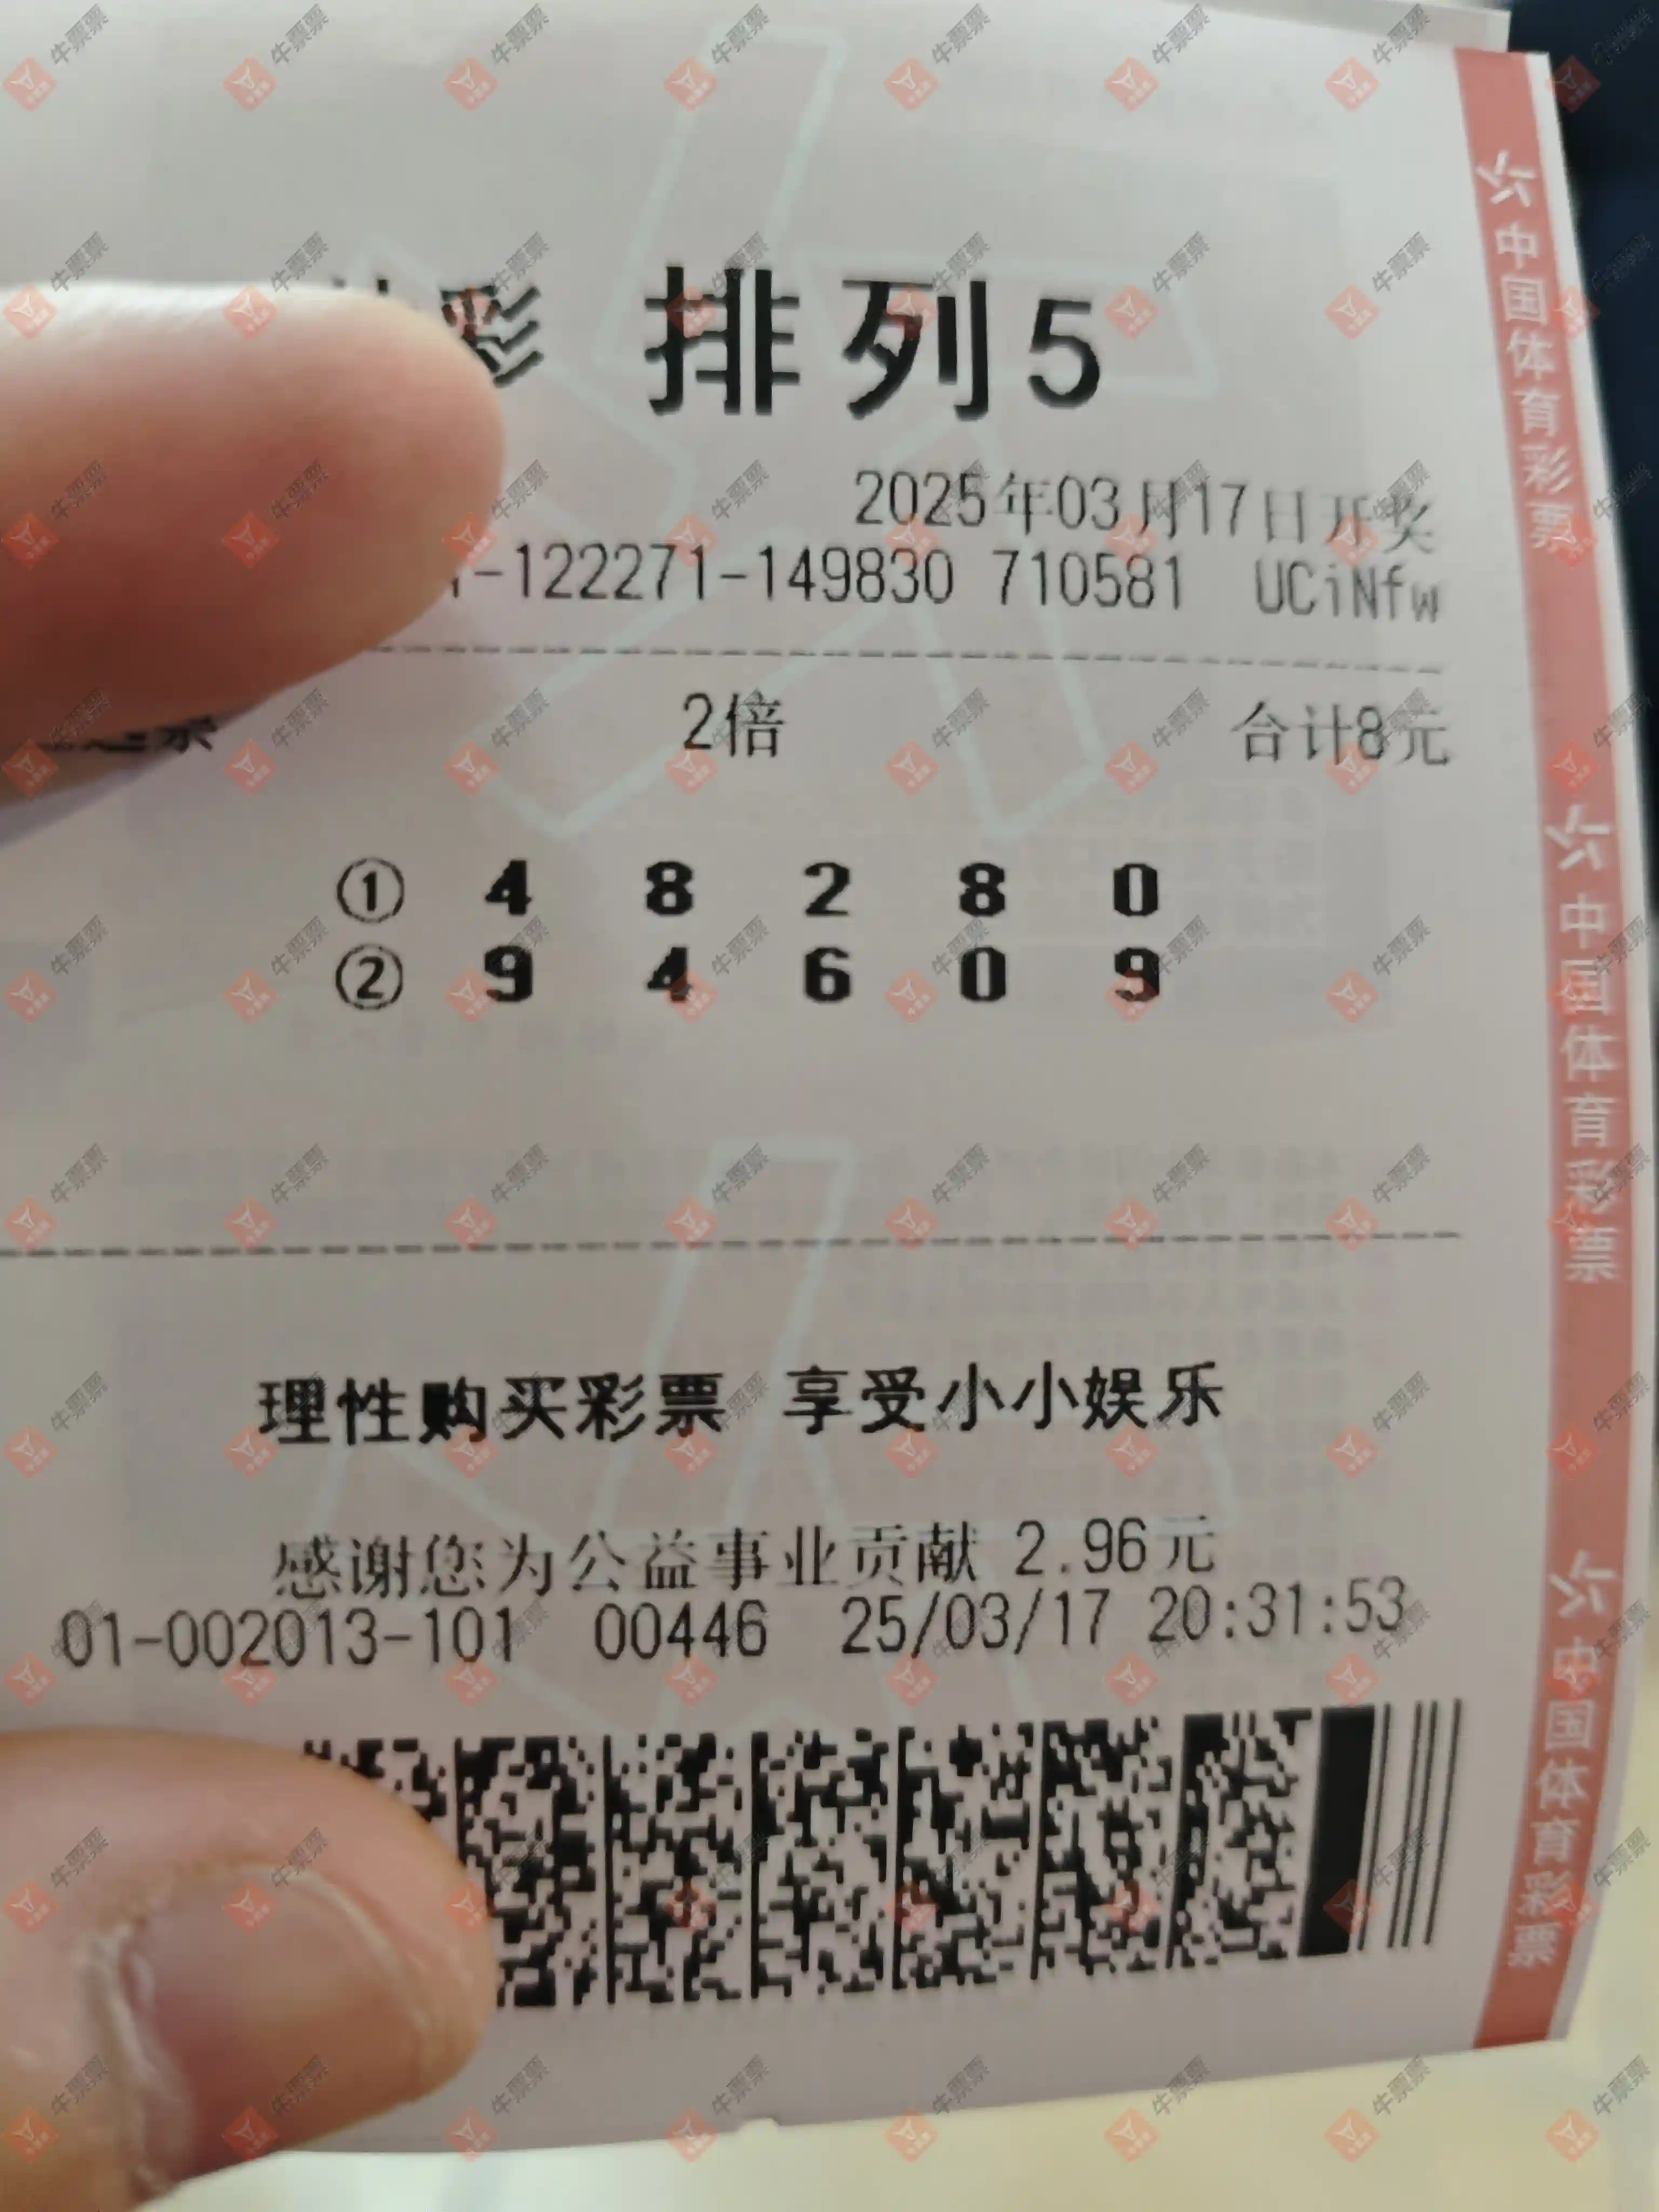 彩 排列5
2025年03月17日开奖
-122271-149830 710581 UCiNfw
票 2倍 合计8元
① 4 8 2 8 0
② 9 4 6 0 9
理性购买彩票 享受小小娱乐
感谢您为公益事业贡献 2.96元
01-002013-101 00446 25/03/17 20:31:53
中国体育彩票
中国体育彩票
中国体育彩票
牛票票